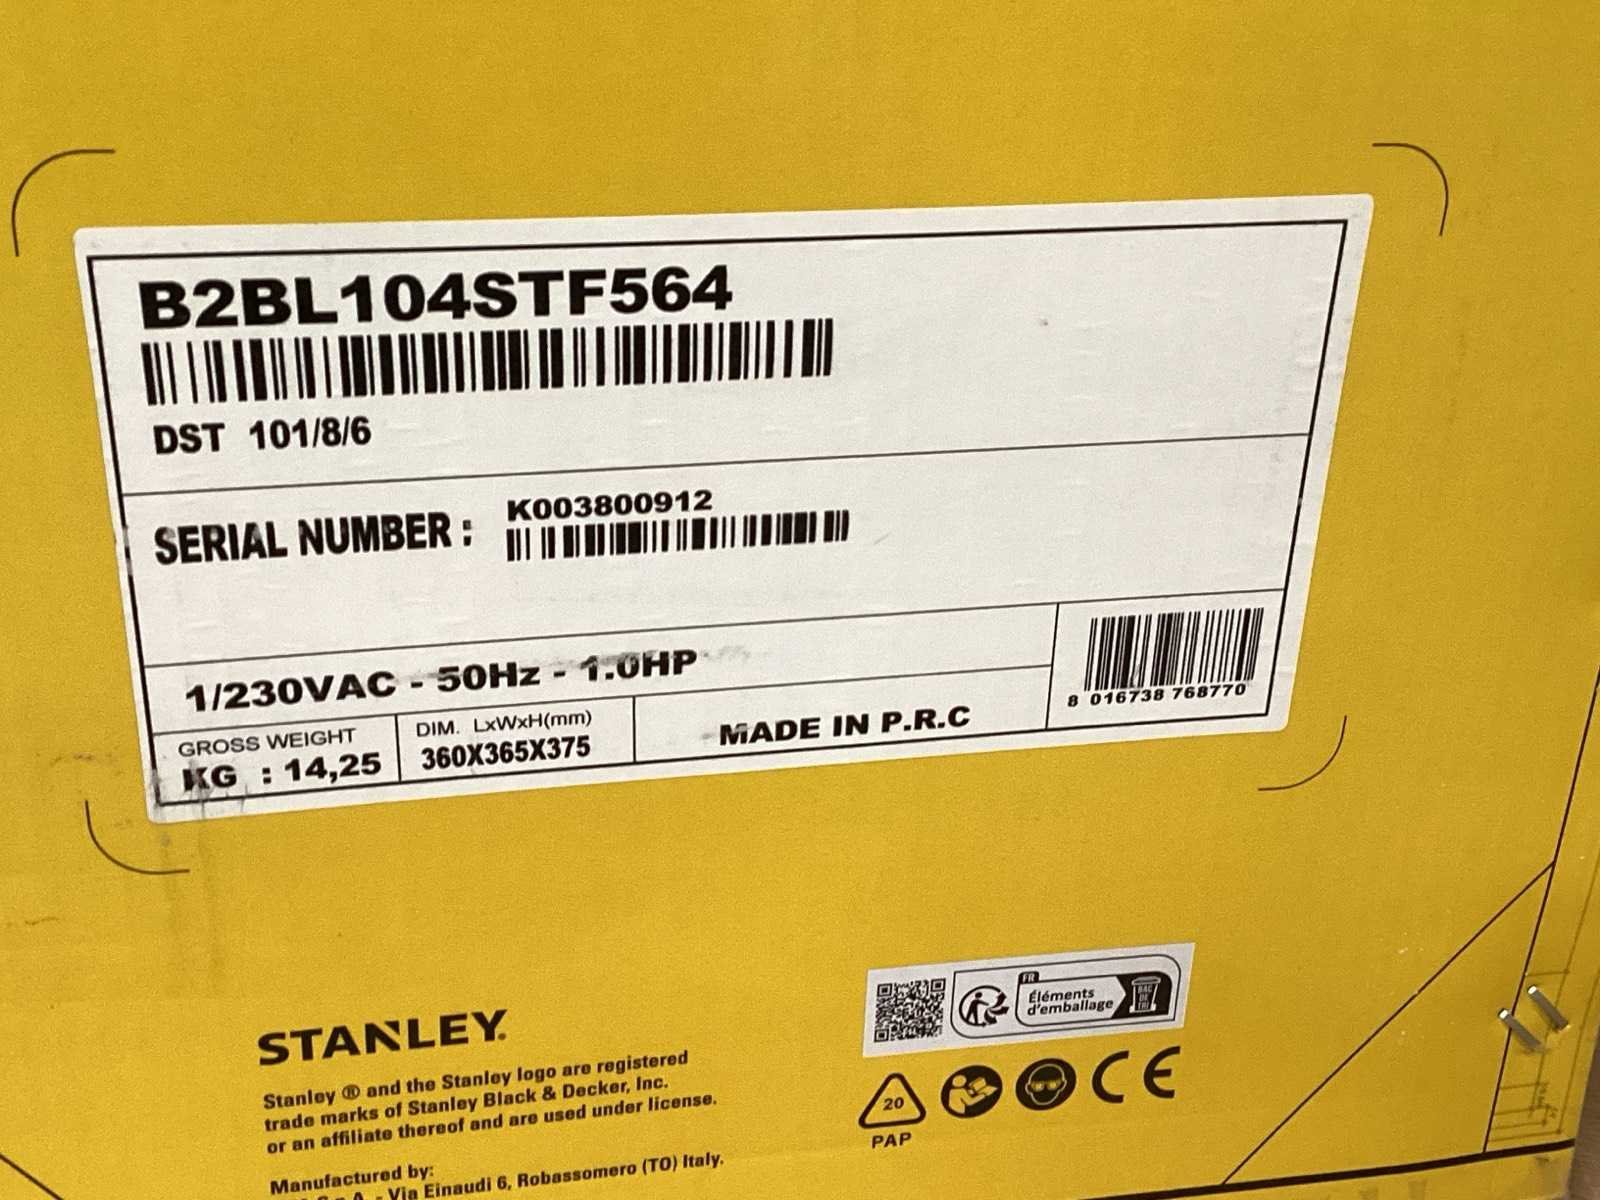 B2BL104STF564
DST 101/8/6
SERIAL NUMBER :
K003800912
1/230VAC - 50Hz - 1.0HP
GROSS WEIGHT
KG : 14,25
DIM. LxWxH(mm)
360X365X375
MADE IN P.R.C
8 016738 768770
STANLEY.
Stanley ® and the Stanley logo are registered
trade marks of Stanley Black & Decker, Inc.
or an affiliate thereof and are used under license.
Manufactured by:
Via Einaudi 6, Robassomero (TO) Italy.
FR
Éléments
d'emballage
BAC
DE
TRI
20
PAP
CE